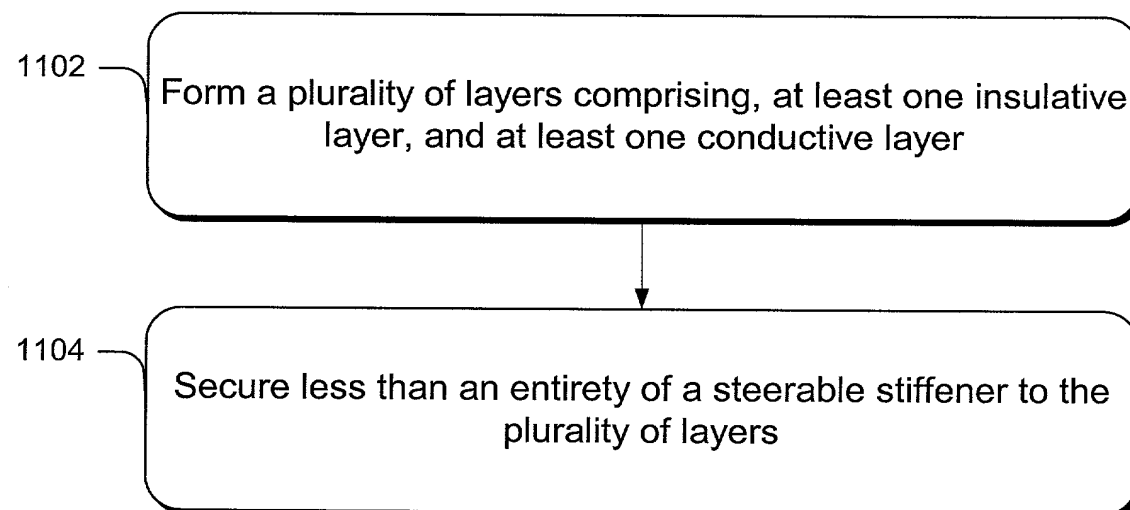 1102
Form a plurality of layers comprising, at least one insulative
layer, and at least one conductive layer
1104
Secure less than an entirety of a steerable stiffener to the
plurality of layers